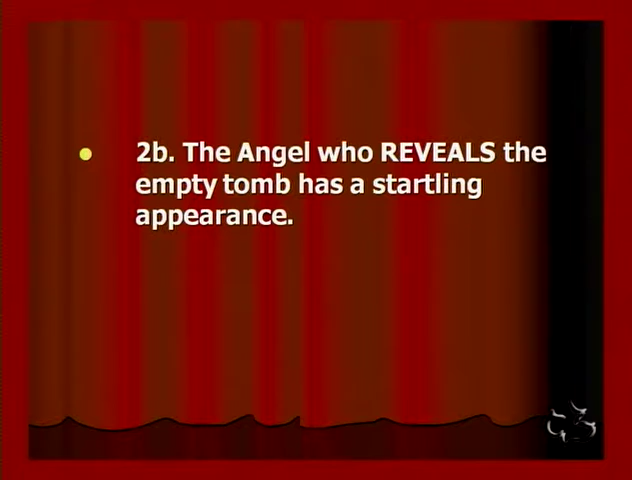 2b. The Angel who REVEALS the
empty tomb has a startling
appearance.